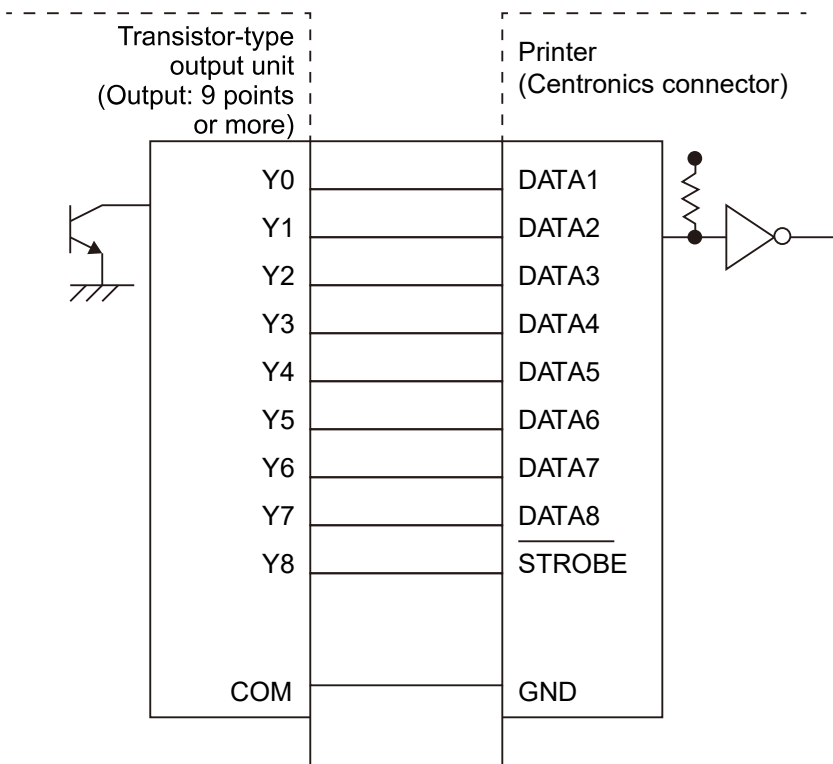 Transistor-type
output unit
(Output: 9 points
or more)
Printer
(Centronics connector)
Y0 DATA1
Y1 DATA2
Y2 DATA3
Y3 DATA4
Y4 DATA5
Y5 DATA6
Y6 DATA7
Y7 DATA8
Y8 STROBE
COM GND